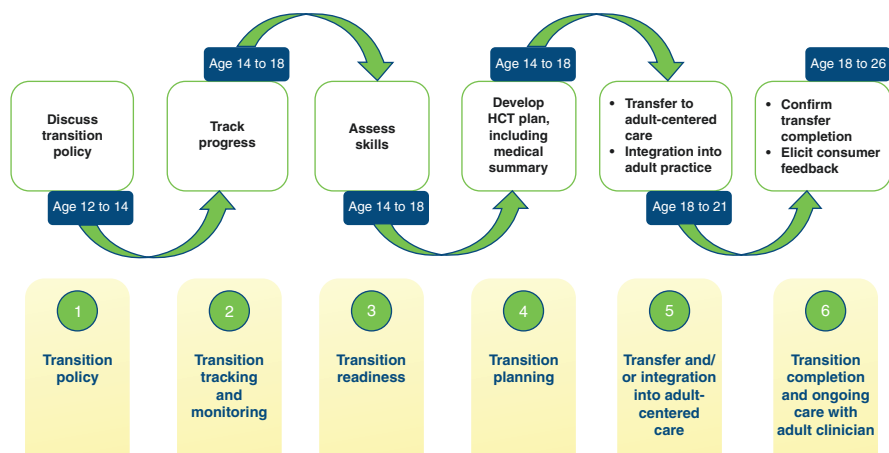 Age 14 to 18
Age 14 to 18
Age 18 to 26
Discuss
transition
policy
Track
progress
Assess
skills
Develop
HCT plan,
including
medical
summary
• Transfer to
adult-centered
care
• Integration into
adult practice
• Confirm
transfer
completion
• Elicit consumer
feedback
Age 12 to 14
Age 14 to 18
Age 18 to 21
1
Transition
policy
2
Transition
tracking
and
monitoring
3
Transition
readiness
4
Transition
planning
5
Transfer and/
or integration
into adult-
centered
care
6
Transition
completion
and ongoing
care with
adult clinician